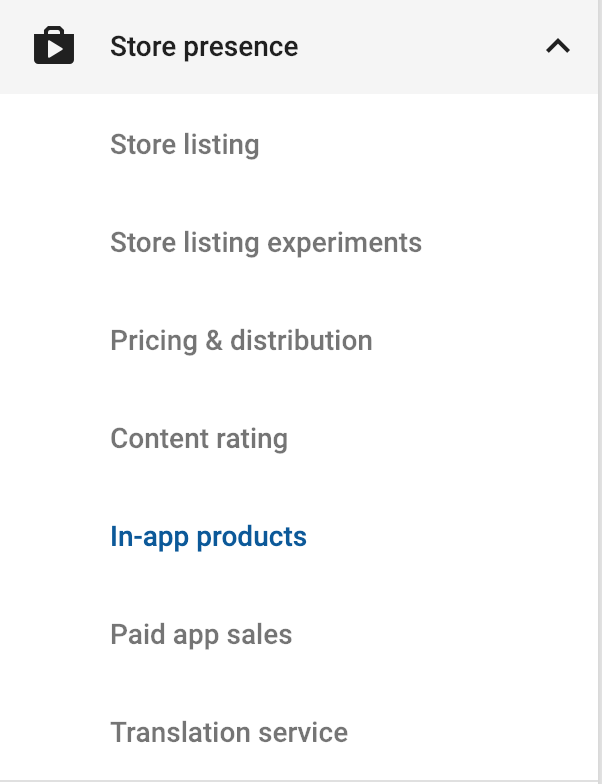 Store presence
Store listing
Store listing experiments
Pricing & distribution
Content rating
In-app products
Paid app sales
Translation service